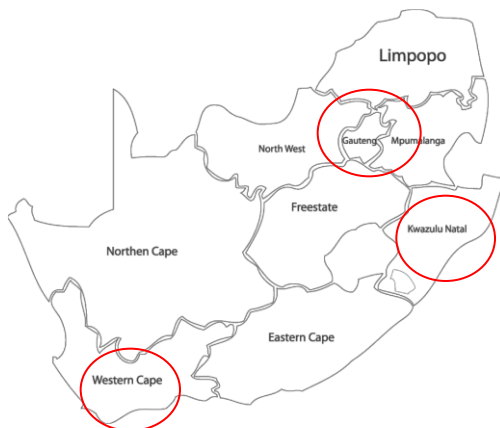 Limpopo
North West
Gauteng
Mpumalanga
Freestate
Kwazulu Natal
Northen Cape
Eastern Cape
Western Cape